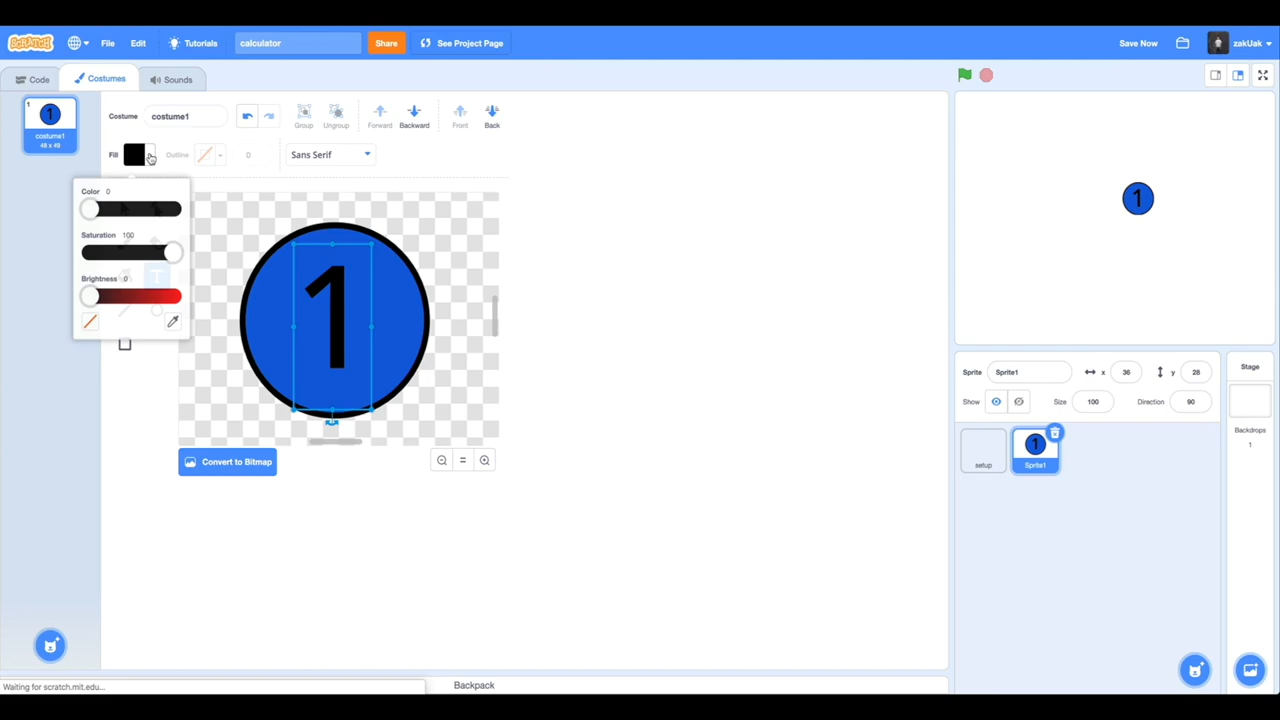 SCRATCH File Edit Tutorials calculator Share See Project Page Save Now zakUak
Code Costumes Sounds
1
1
costume1
48 x 49
Costume costume1 Group Ungroup Forward Backward Front Back
Fill Outline 0 Sans Serif
Color 0
Saturation 100
Brightness 0
T
1
Convert to Bitmap
1
Sprite Sprite1 x 36 y 28
Show Size 100 Direction 90
setup
1
Sprite1
Stage
Backdrops
1
Backpack
Waiting for scratch.mit.edu...